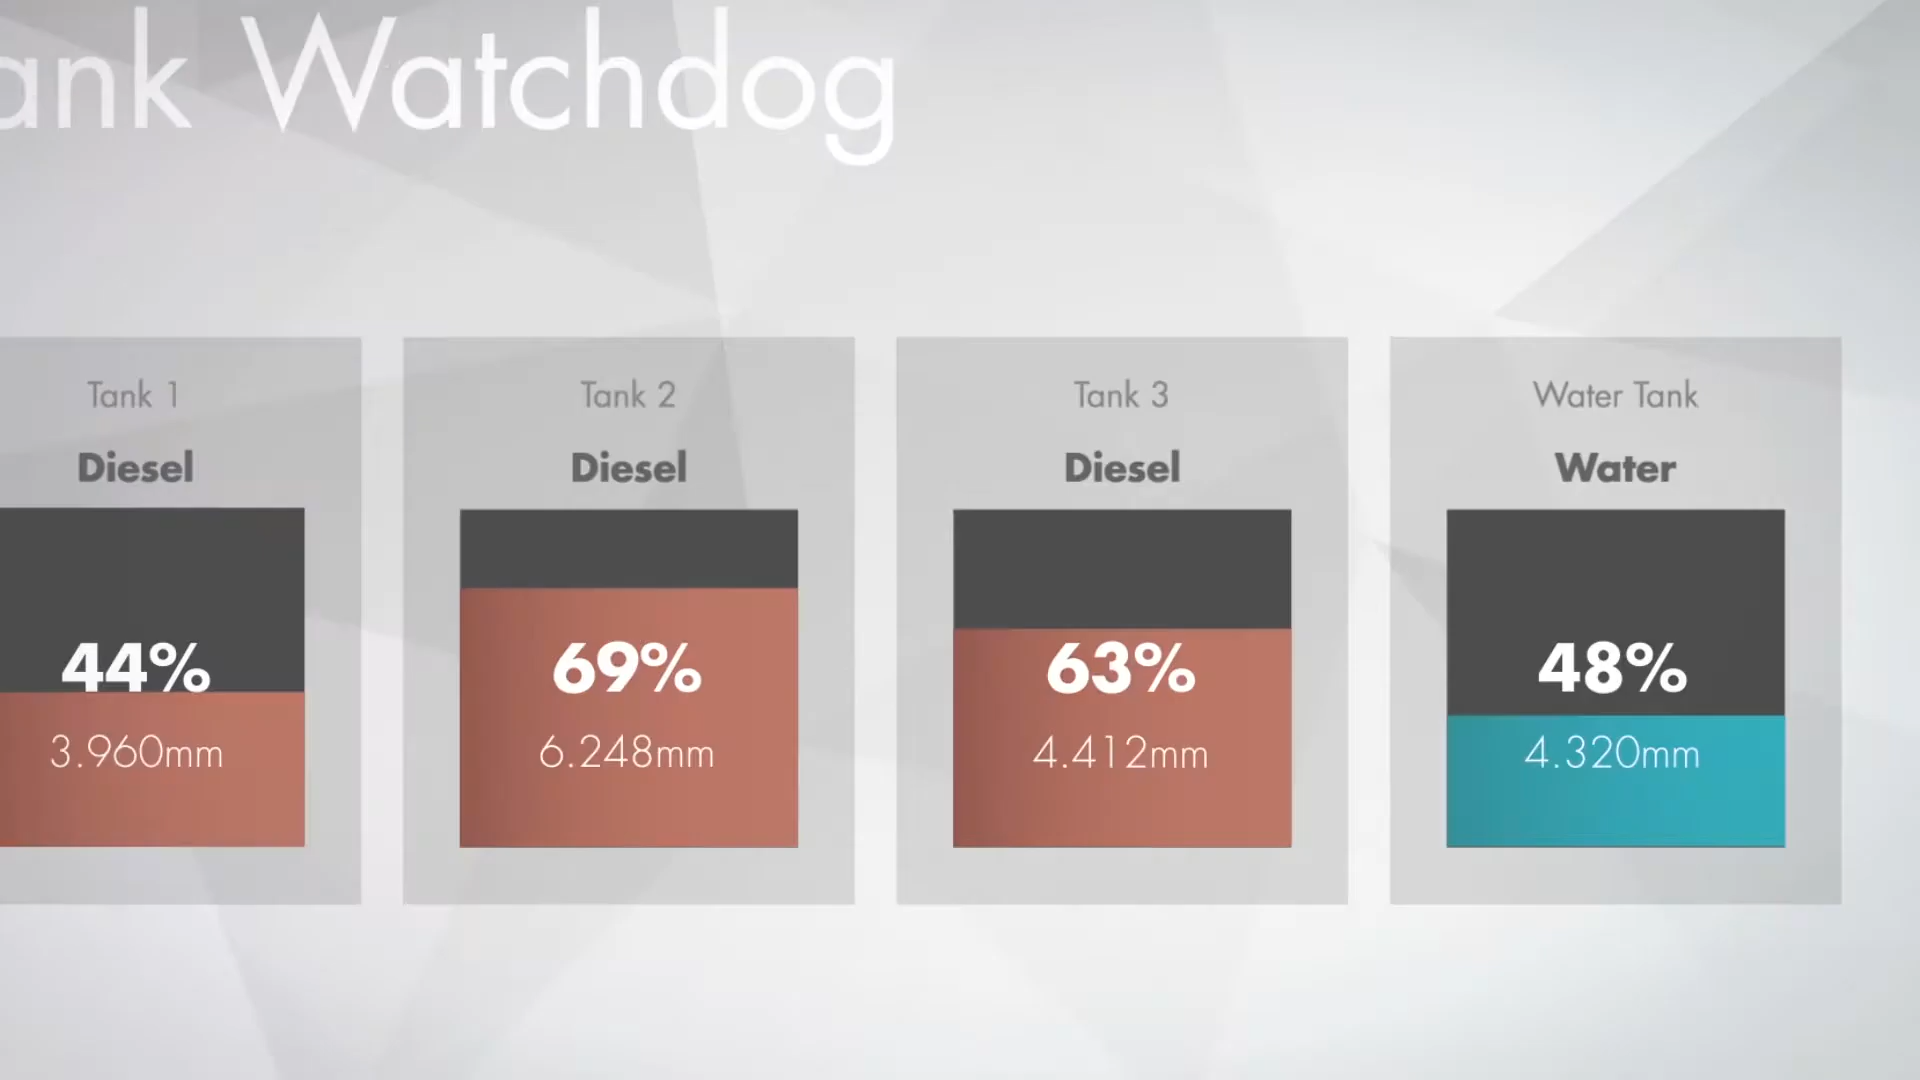 ank Watchdog
Tank 1
Diesel
44%
3.960mm
Tank 2
Diesel
69%
6.248mm
Tank 3
Diesel
63%
4.412mm
Water Tank
Water
48%
4.320mm